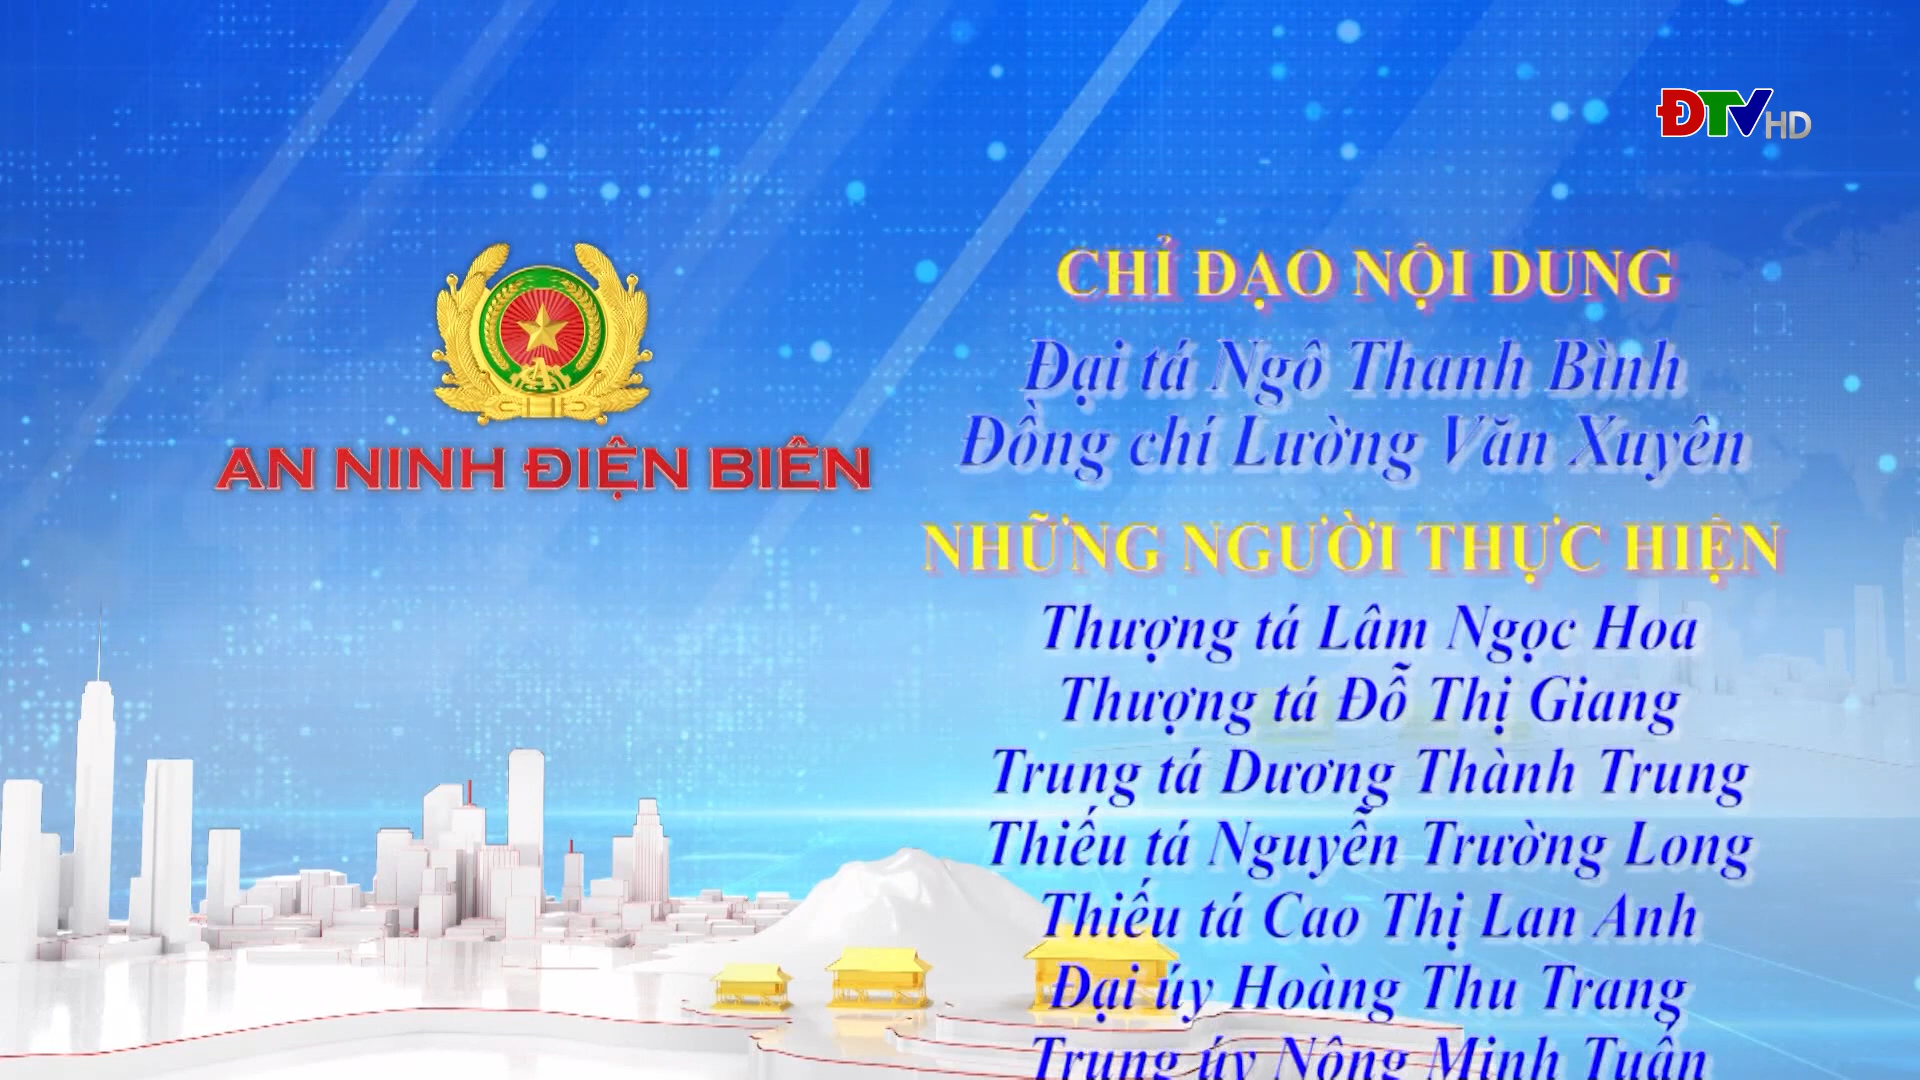 ĐTV HD
AN NINH ĐIỆN BIÊN
CHỈ ĐẠO NỘI DUNG
Đại tá Ngô Thanh Bình
Đồng chí Lường Văn Xuyên
NHỮNG NGƯỜI THỰC HIỆN
Thượng tá Lâm Ngọc Hoa
Thượng tá Đỗ Thị Giang
Trung tá Dương Thành Trung
Thiếu tá Nguyễn Trường Long
Thiếu tá Cao Thị Lan Anh
Đại úy Hoàng Thu Trang
Trung úy Nông Minh Tuấn